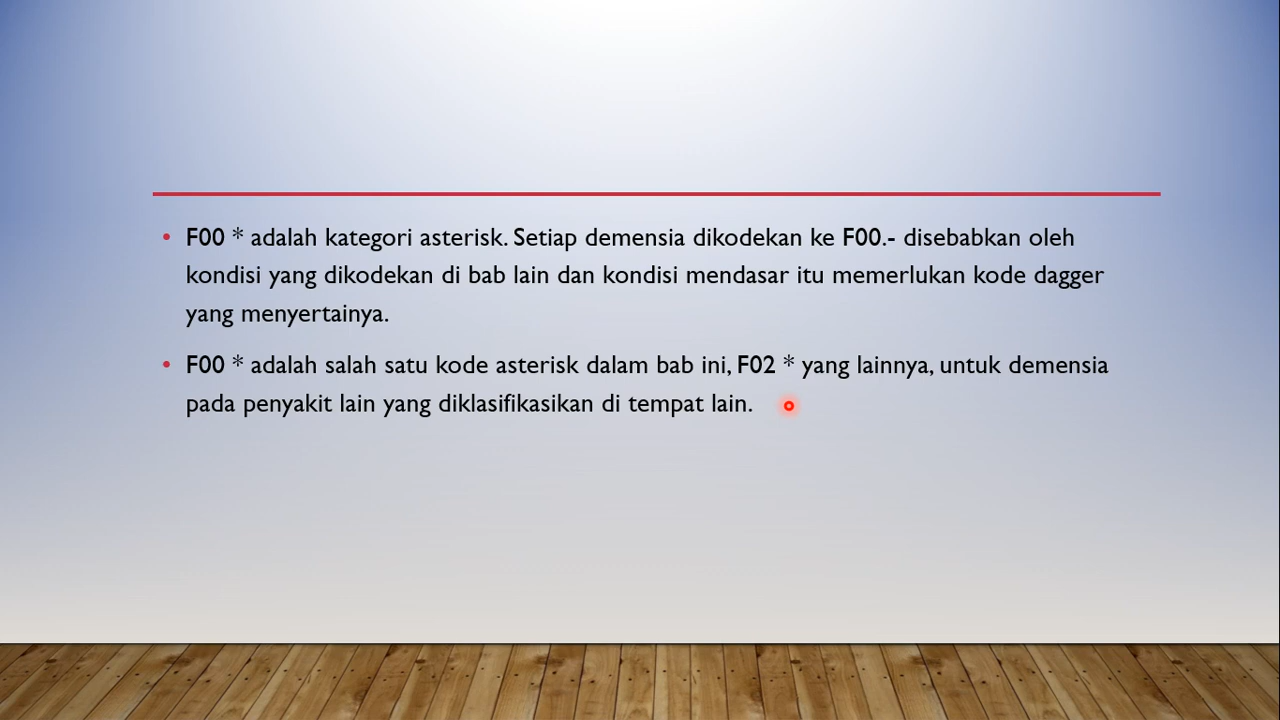 • F00 * adalah kategori asterisk. Setiap demensia dikodekan ke F00.- disebabkan oleh
kondisi yang dikodekan di bab lain dan kondisi mendasar itu memerlukan kode dagger
yang menyertainya.
• F00 * adalah salah satu kode asterisk dalam bab ini, F02 * yang lainnya, untuk demensia
pada penyakit lain yang diklasifikasikan di tempat lain.